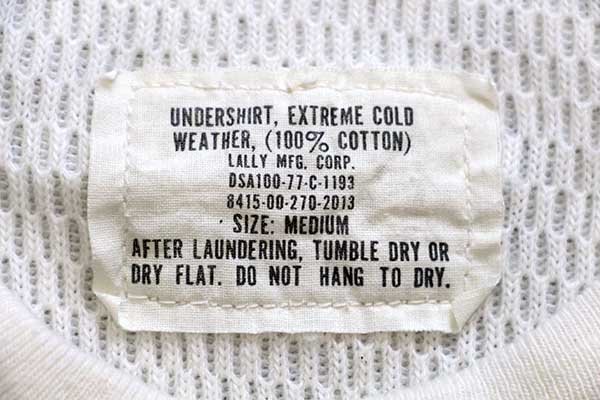 UNDERSHIRT, EXTREME COLD
WEATHER, (100% COTTON)
LALLY MFG. CORP.
DSA100-77-C-1193
8415-00-270-2013
SIZE: MEDIUM
AFTER LAUNDERING, TUMBLE DRY OR
DRY FLAT. DO NOT HANG TO DRY.